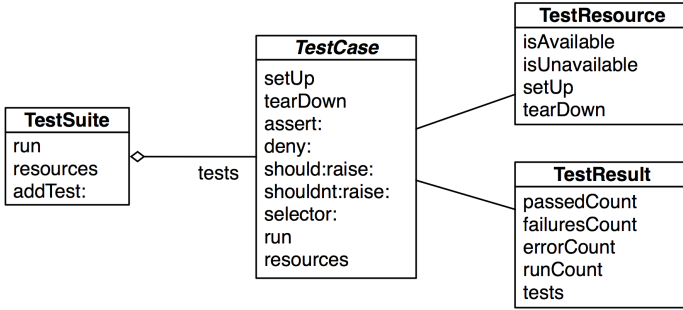 TestSuite
run
resources
addTest:
tests
TestCase
setUp
tearDown
assert:
deny:
should:raise:
shouldnt:raise:
selector:
run
resources
TestResource
isAvailable
isUnavailable
setUp
tearDown
TestResult
passedCount
failuresCount
errorCount
runCount
tests